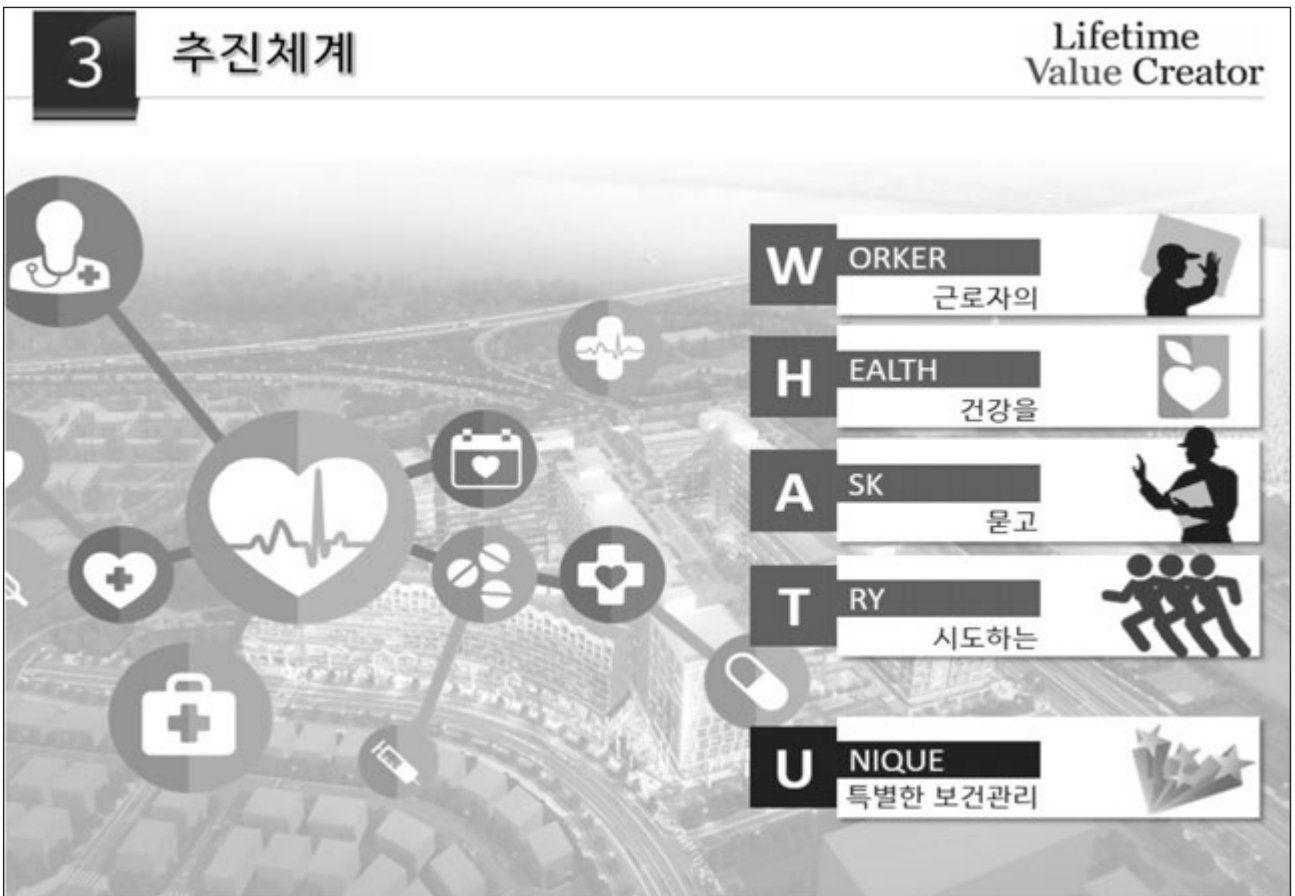 3 추진체계
Lifetime
Value Creator
W ORKER
근로자의
H EALTH
건강을
A SK
묻고
T RY
시도하는
U NIQUE
특별한 보건관리